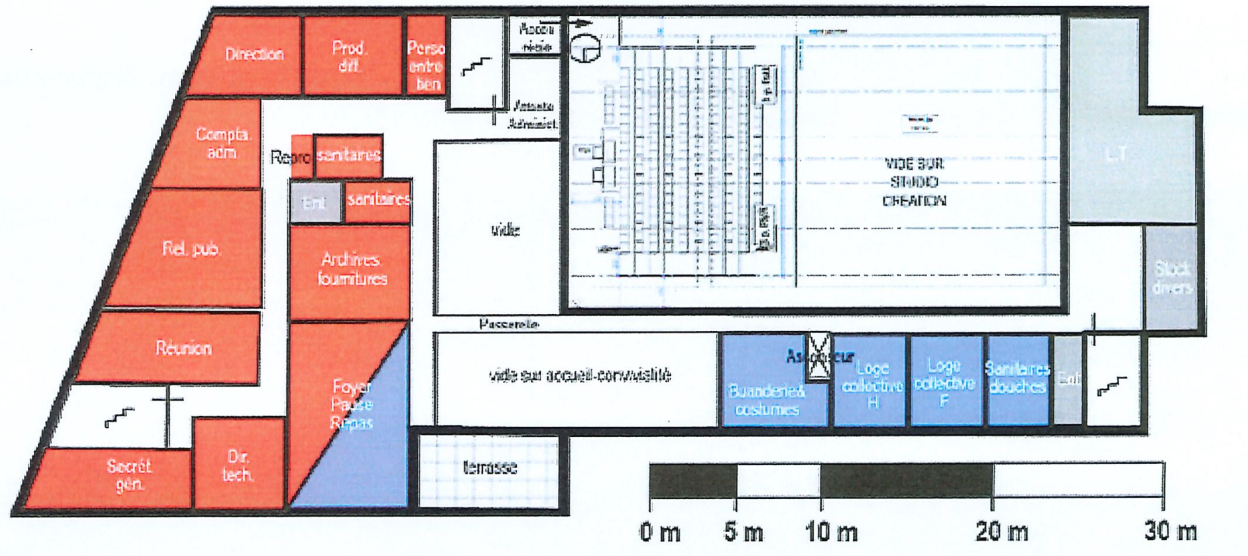 Direction
Prod.
diff.
Perso
entre
tien
Compta
adm
Repro
sanitaires
Ent
sanitaires
Rel. pub.
Archives
fournitures
vide
VIDE SUR
STUDIO
CREATION
L.T
Stock
divers
Passerelle
Réunion
Foyer
Pause
Repas
vide sur accueil-convivialité
Ascenseur
Buanderie&
costumes
Loge
collective
H
Loge
collective
F
Sanitaires
douches
Ent
Secrét.
gén.
Dir.
tech.
terrasse
0 m
5 m
10 m
20 m
30 m